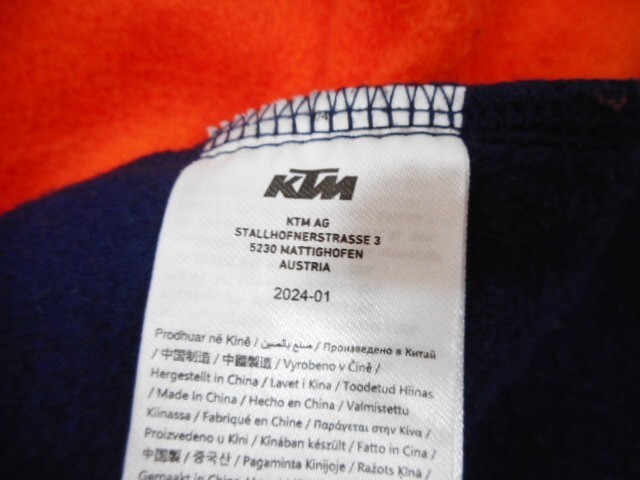 KTM
KTM AG
STALLHOFNERSTRASSE 3
5230 MATTIGHOFEN
AUSTRIA
2024-01
Prodhuar në Kinë / صنع بالصين / Произведено в Китай
/ 中国制造 / 中國製造 / Vyrobeno v Číně /
Hergestellt in China / Lavet i Kina / Toodetud Hiinas
/ Made in China / Hecho en China / Valmistettu
Kiinassa / Fabriqué en Chine / Παράγεται στην Κίνα /
Proizvedeno u Kini / Kínában készült / Fatto in Cina /
中国製 / 중국산 / Pagaminta Kinijoje / Ražots Ķīnā /
Gemaakt in China